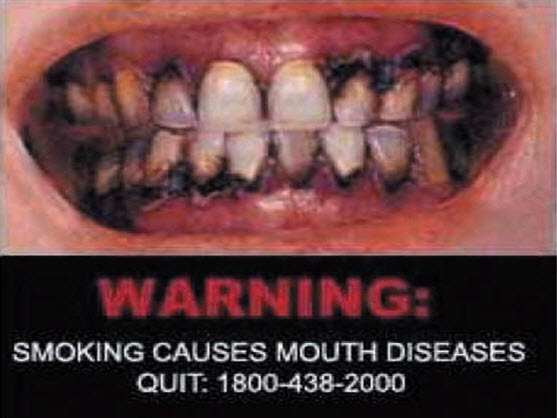 WARNING:
SMOKING CAUSES MOUTH DISEASES
QUIT: 1800-438-2000